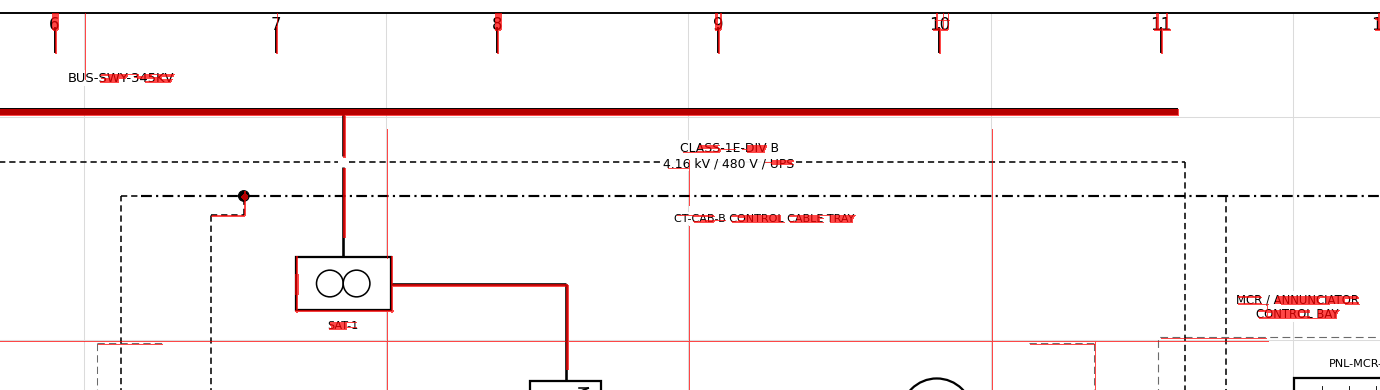 6 7 8 9 10 11
BUS-SWY-345KV
CLASS-1E-DIV B
4.16 kV / 480 V / UPS
CT-CAB-B CONTROL CABLE TRAY
MCR / ANNUNCIATOR
CONTROL BAY
SAT-1
PNL-MCR-